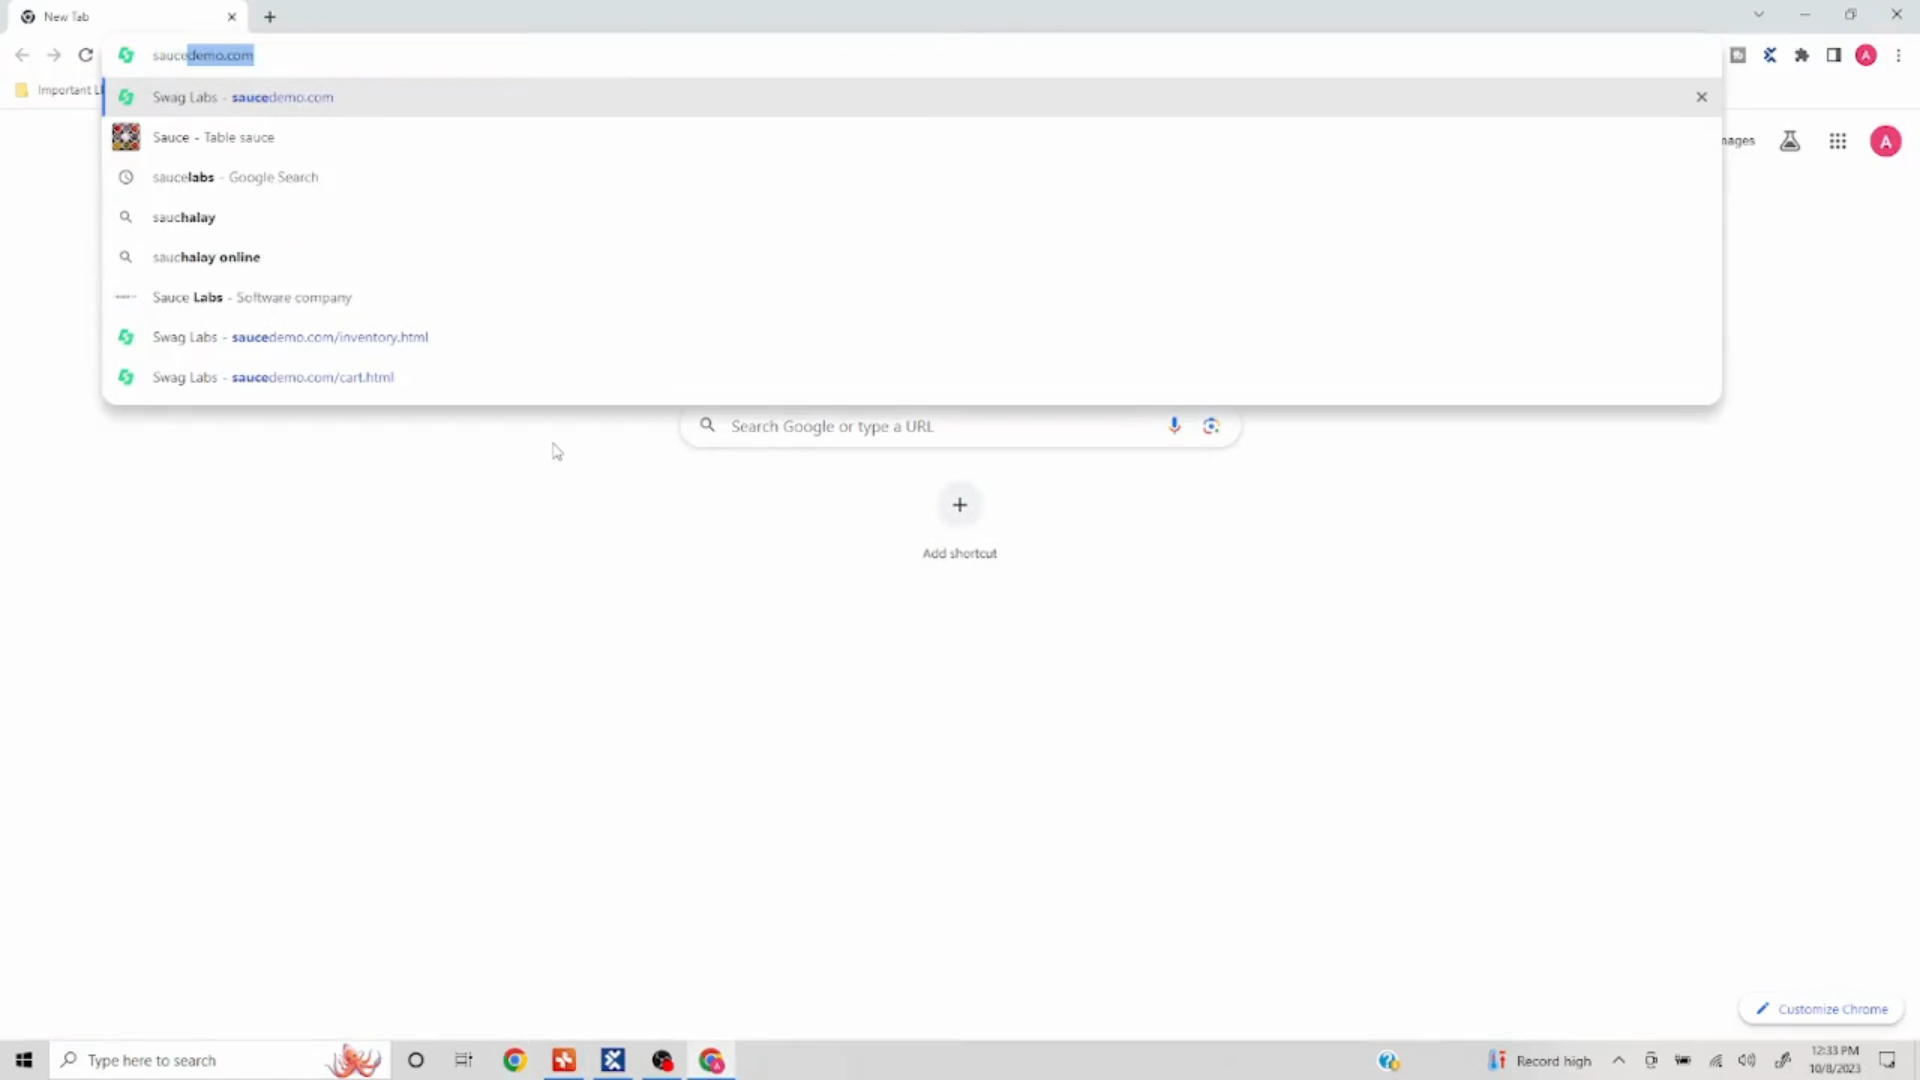 New Tab
saucedemo.com
Important L
Swag Labs - saucedemo.com
Sauce - Table sauce
saucelabs - Google Search
sauchalay
sauchalay online
Sauce Labs - Software company
Swag Labs - saucedemo.com/inventory.html
Swag Labs - saucedemo.com/cart.html
mages
A
A
Search Google or type a URL
Add shortcut
Customize Chrome
Type here to search
Record high
12:33 PM
10/8/2023